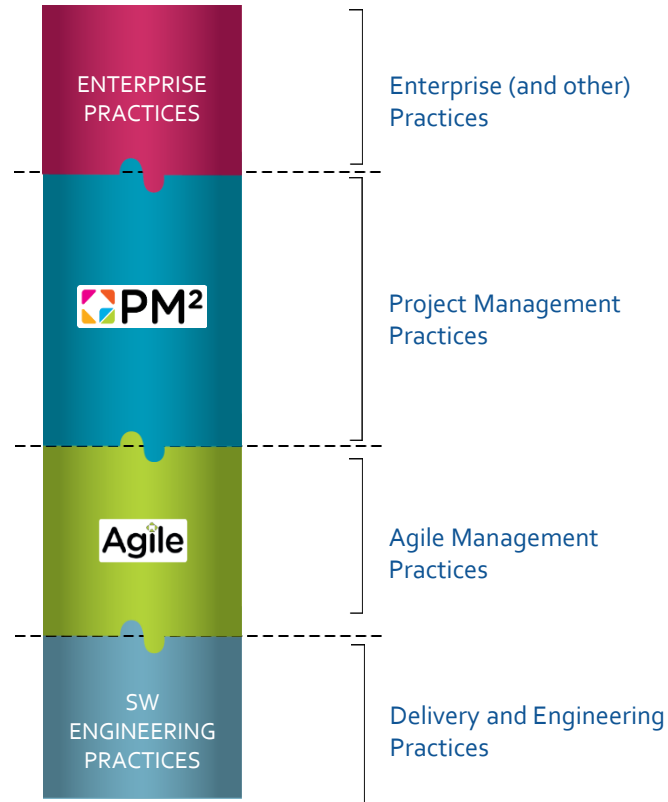 ENTERPRISE
PRACTICES
Enterprise (and other)
Practices
PM²
Project Management
Practices
Agile
Agile Management
Practices
SW
ENGINEERING
PRACTICES
Delivery and Engineering
Practices